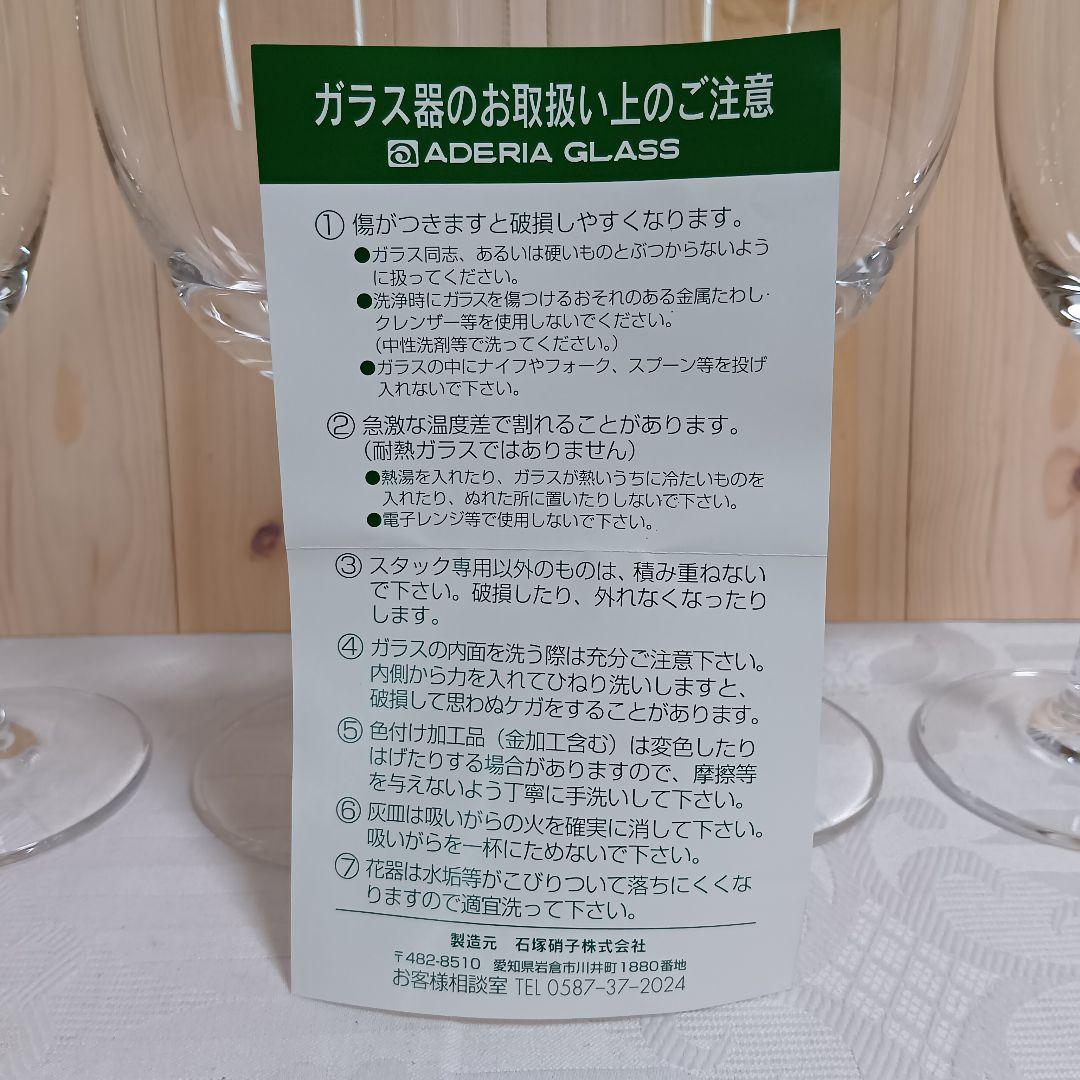 ガラス器のお取扱い上のご注意
ADERIA GLASS
① 傷がつきますと破損しやすくなります。
●ガラス同志、あるいは硬いものとぶつからないよう
に扱ってください。
●洗浄時にガラスを傷つけるおそれのある金属たわし・
クレンザー等を使用しないでください。
（中性洗剤等で洗ってください。）
●ガラスの中にナイフやフォーク、スプーン等を投げ
入れないで下さい。
② 急激な温度差で割れることがあります。
（耐熱ガラスではありません）
●熱湯を入れたり、ガラスが熱いうちに冷たいものを
入れたり、ぬれた所に置いたりしないで下さい。
●電子レンジ等で使用しないで下さい。
③ スタック専用以外のものは、積み重ねない
で下さい。破損したり、外れなくなったり
します。
④ ガラスの内面を洗う際は充分ご注意下さい。
内側から力を入れてひねり洗いしますと、
破損して思わぬケガをすることがあります。
⑤ 色付け加工品（金加工含む）は変色したり
はげたりする場合がありますので、摩擦等
を与えないよう丁寧に手洗いして下さい。
⑥ 灰皿は吸いがらの火を確実に消して下さい。
吸いがらを一杯にためないで下さい。
⑦ 花器は水垢等がこびりついて落ちにくくな
りますので適宜洗って下さい。
製造元 石塚硝子株式会社
〒482-8510 愛知県岩倉市川井町1880番地
お客様相談室 TEL 0587-37-2024